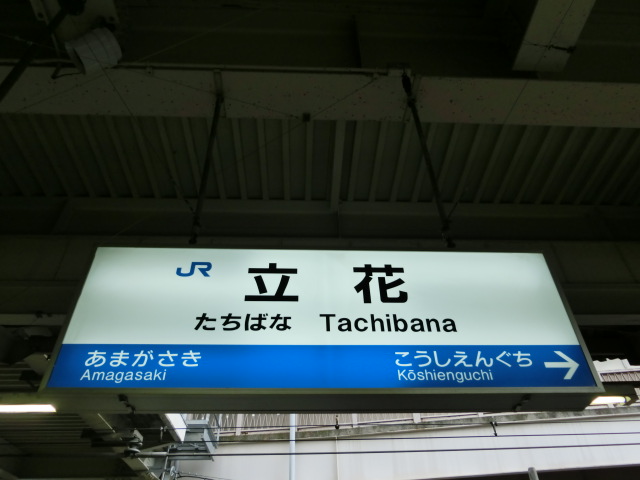 JR 立花
たちばな Tachibana
あまがさき こうしえんぐち →
Amagasaki Kōshienguchi